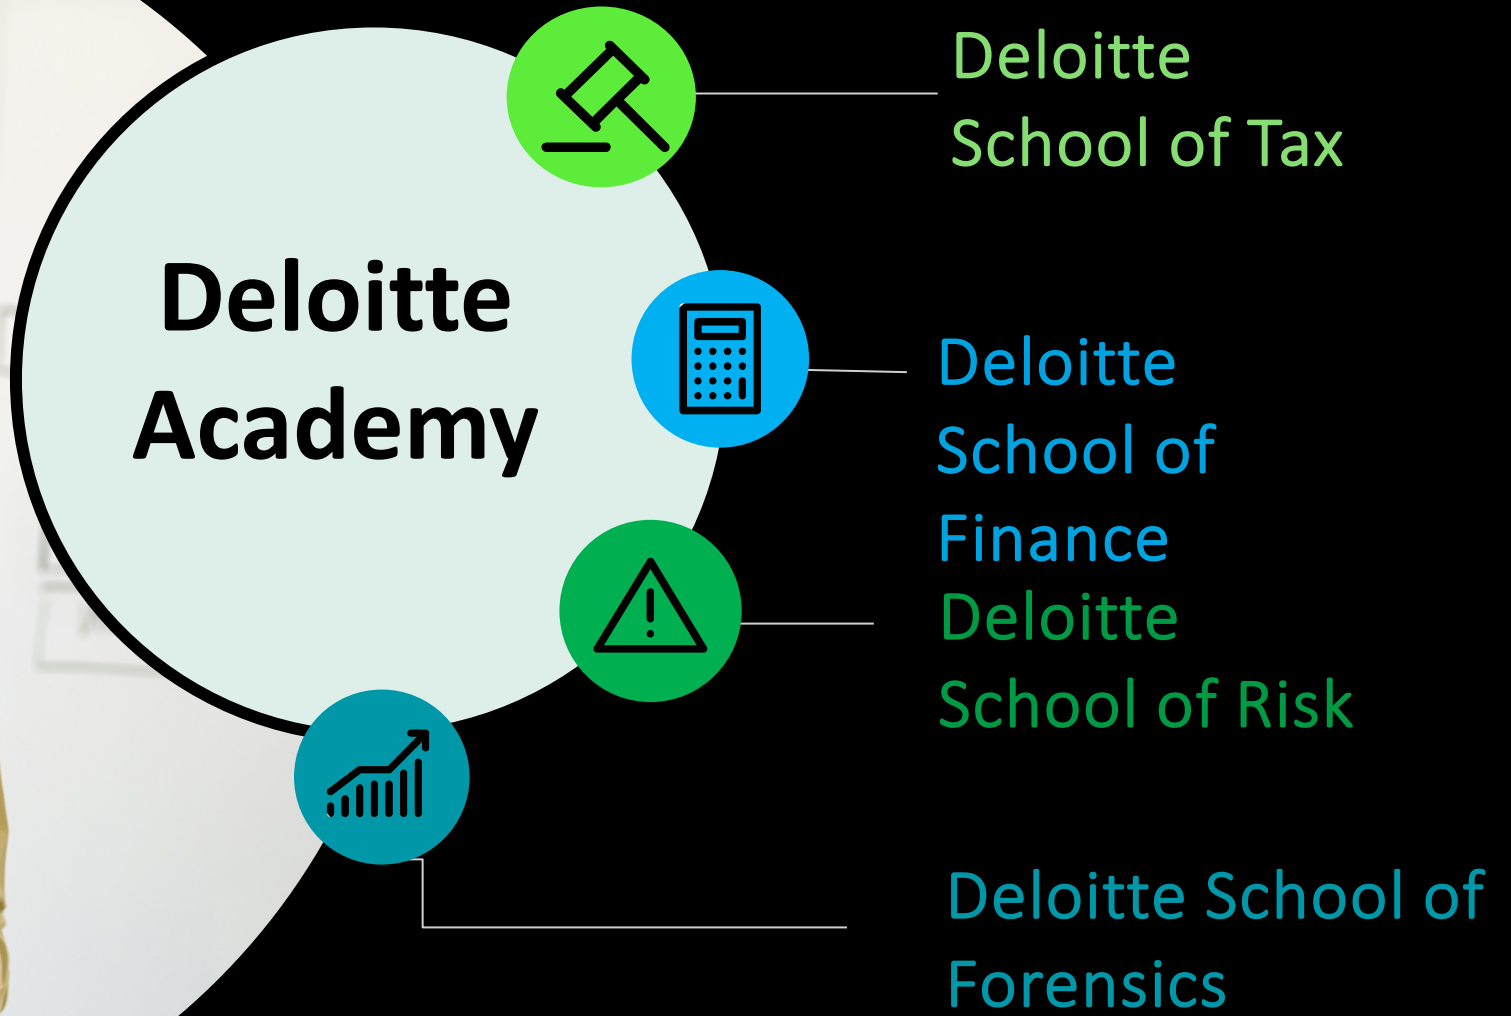 Deloitte
Academy
Deloitte
School of Tax
Deloitte
School of
Finance
Deloitte
School of Risk
Deloitte School of
Forensics